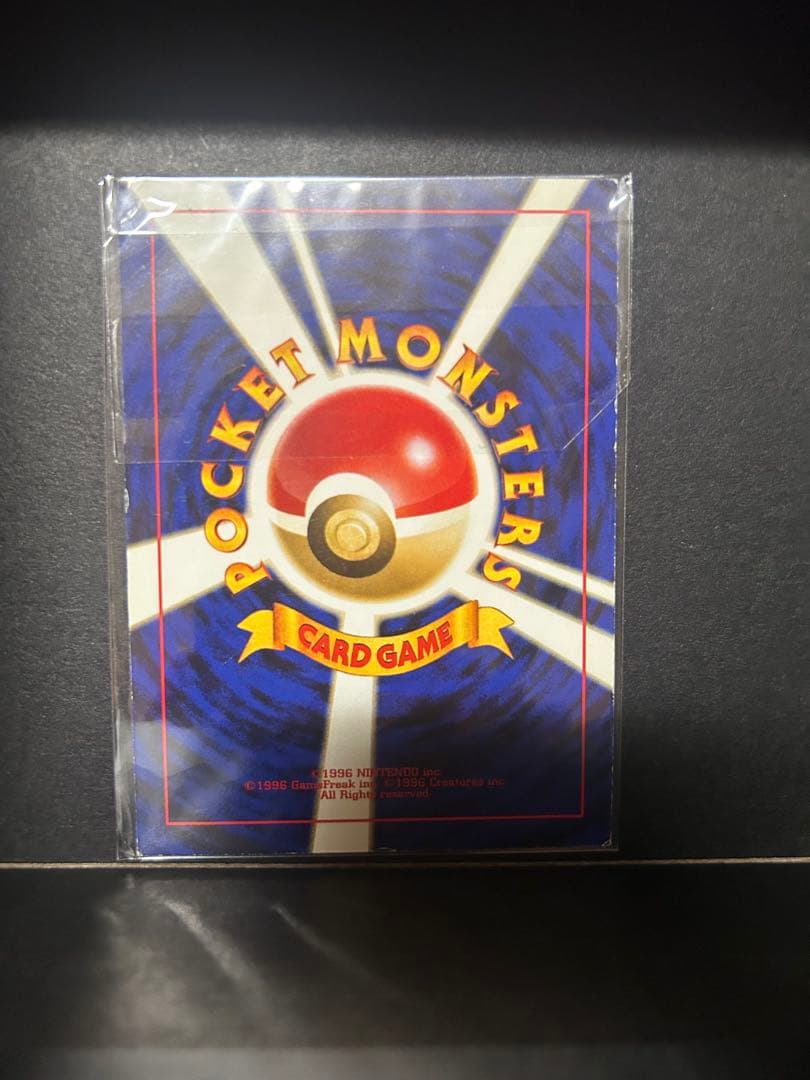 POCKET MONSTERS
CARD GAME
©1996 NINTENDO inc
©1996 GameFreak inc ©1996 Creatures inc
All Rights reserved